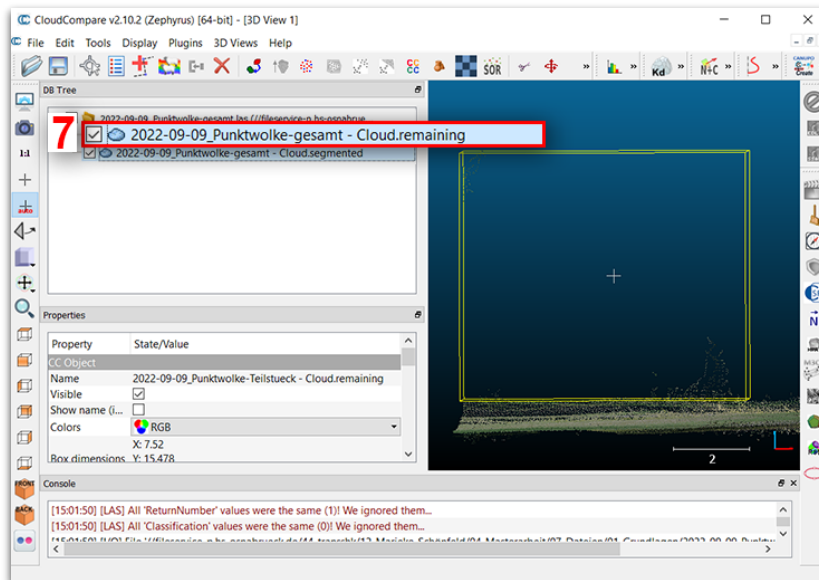 CloudCompare v2.10.2 (Zephyrus) [64-bit] - [3D View 1]
File Edit Tools Display Plugins 3D Views Help
SOR
Kd
N+C
CANUPO
Create
DB Tree
2022-09-09_Punktwolke-gesamt.las (///fileservice-n.hs-osnabrue
7
2022-09-09_Punktwolke-gesamt - Cloud.remaining
2022-09-09_Punktwolke-gesamt - Cloud.segmented
1:1
auto
Properties
Property State/Value
CC Object
Name 2022-09-09_Punktwolke-Teilstueck - Cloud.remaining
Visible
Show name (i...
Colors RGB
X: 7.52
Box dimensions Y: 15.478
2
N
FRONT
BACK
Console
[15:01:50] [LAS] All 'ReturnNumber' values were the same (1)! We ignored them...
[15:01:50] [LAS] All 'Classification' values were the same (0)! We ignored them...